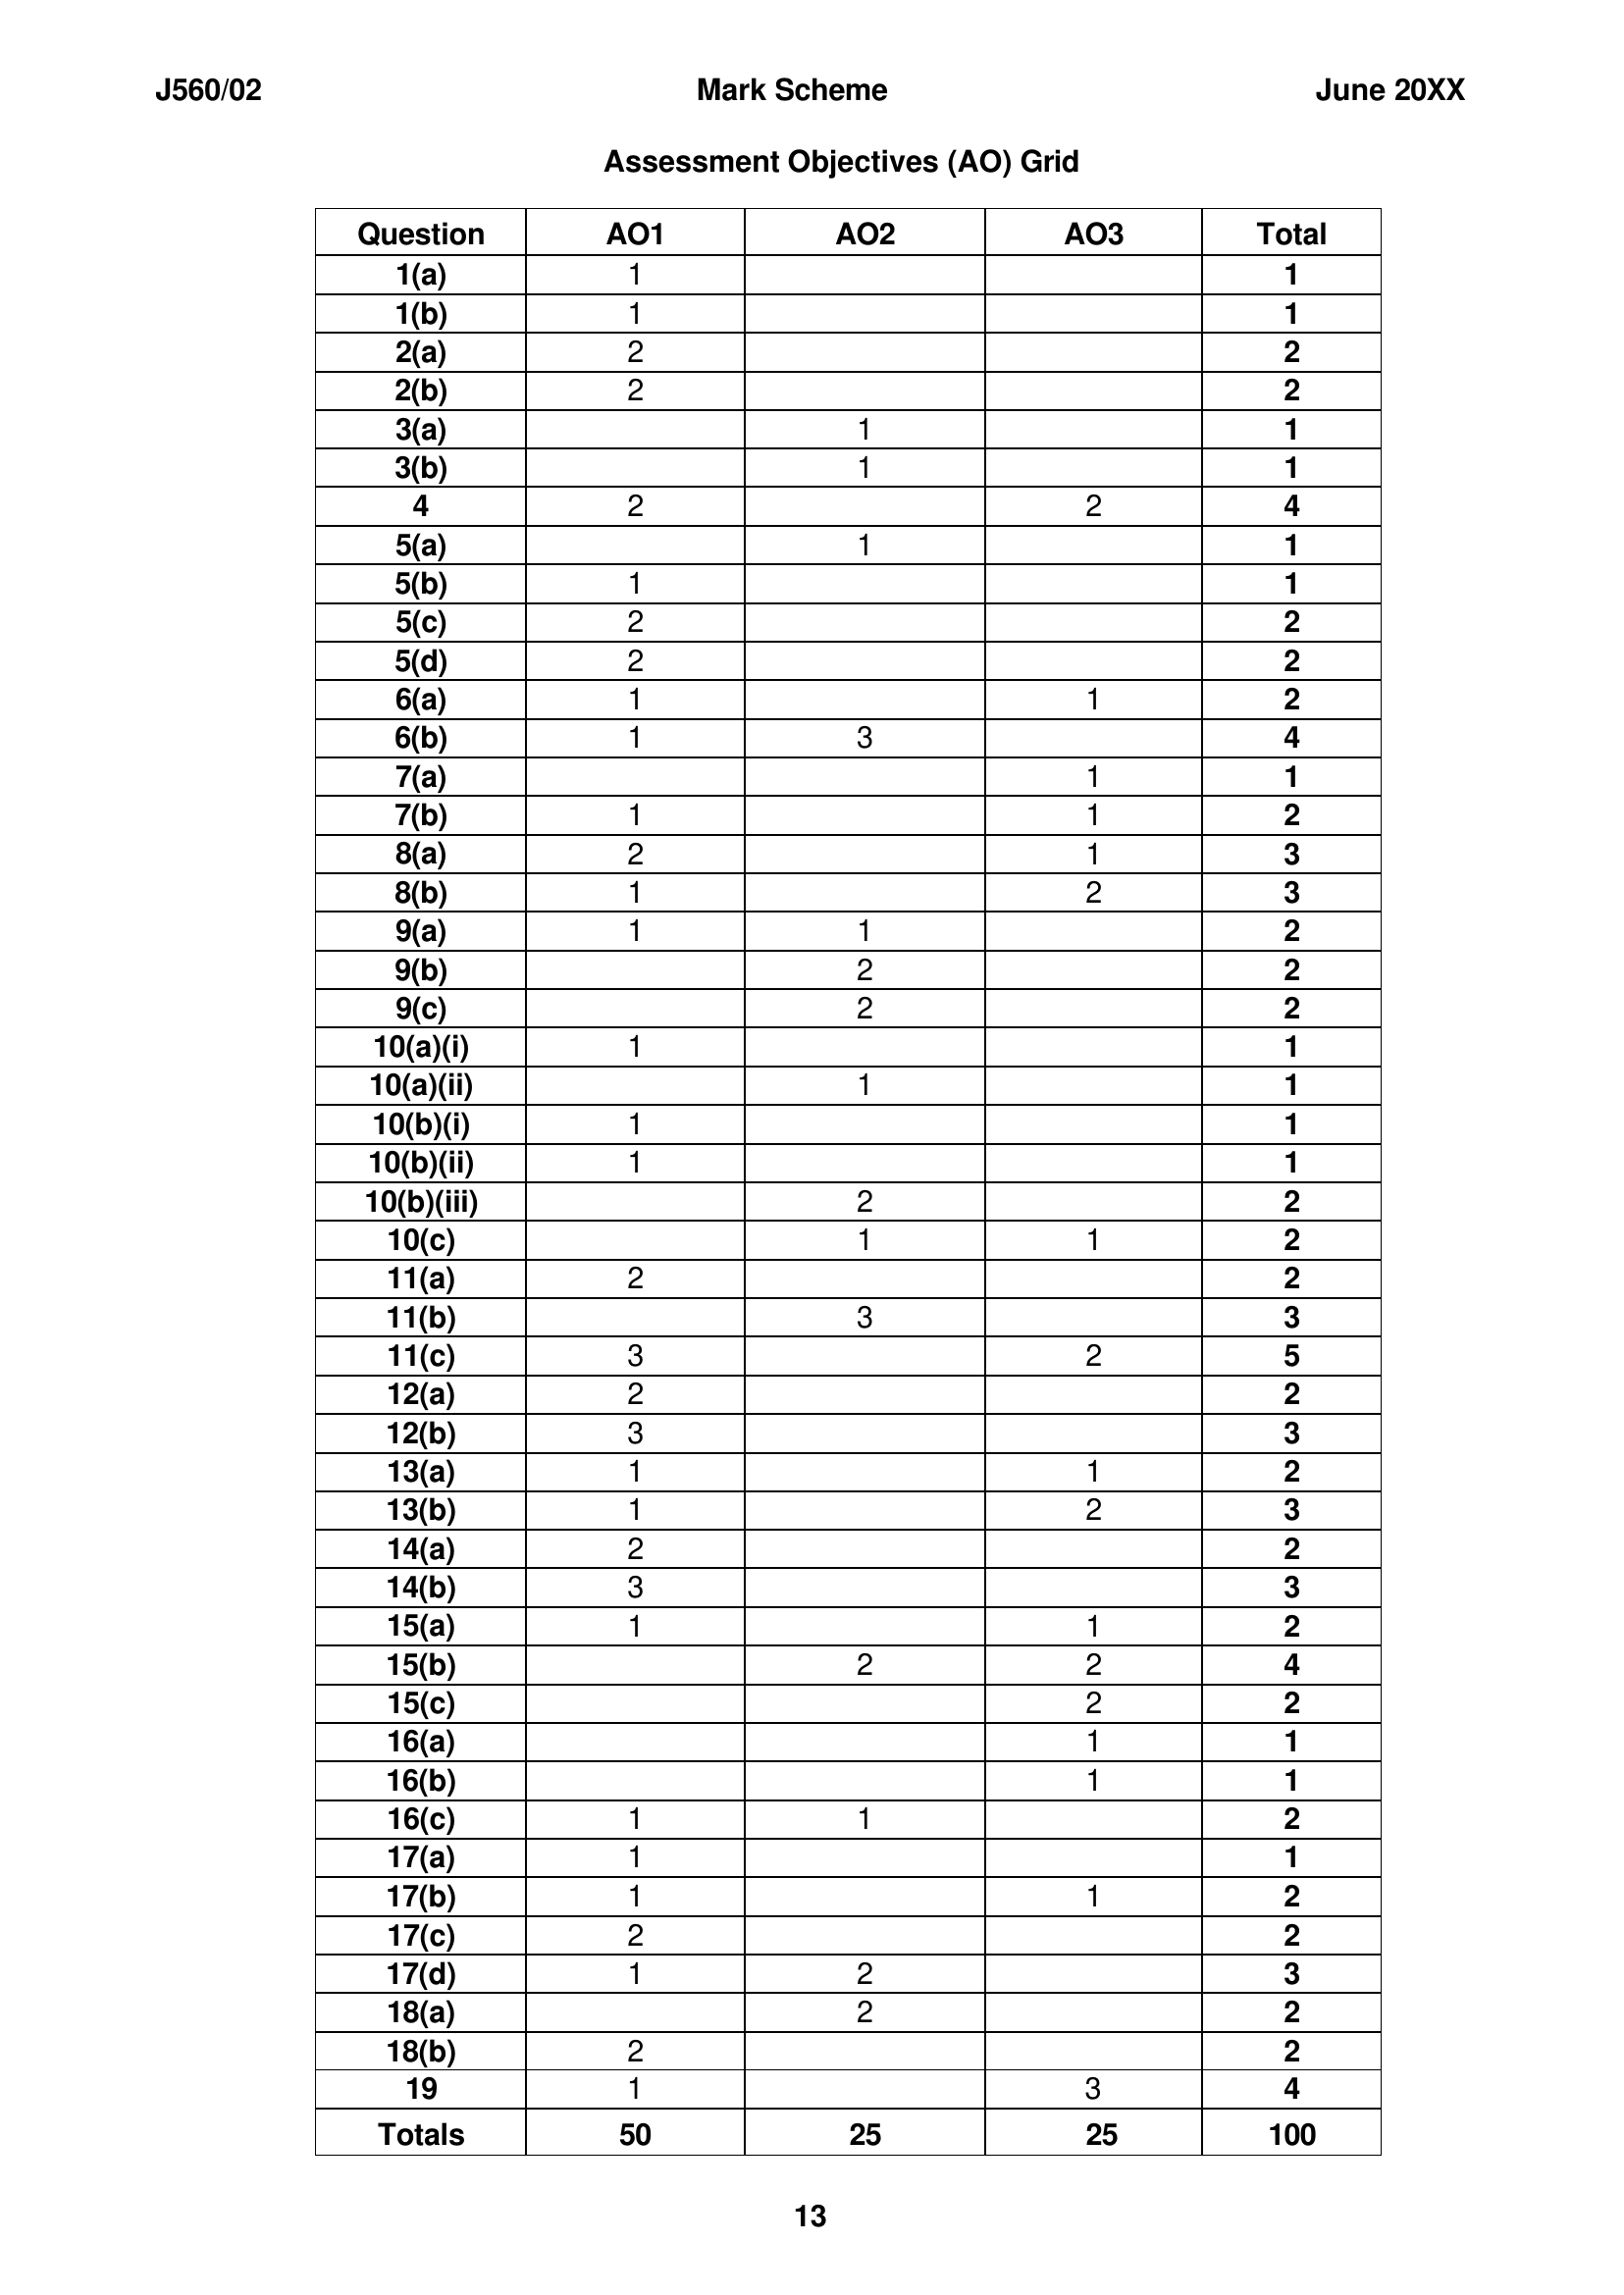 J560/02 Mark Scheme June 20XX
Assessment Objectives (AO) Grid
Question AO1 AO2 AO3 Total
1(a) 1 1
1(b) 1 1
2(a) 2 2
2(b) 2 2
3(a) 1 1
3(b) 1 1
4 2 2 4
5(a) 1 1
5(b) 1 1
5(c) 2 2
5(d) 2 2
6(a) 1 1 2
6(b) 1 3 4
7(a) 1 1
7(b) 1 1 2
8(a) 2 1 3
8(b) 1 2 3
9(a) 1 1 2
9(b) 2 2
9(c) 2 2
10(a)(i) 1 1
10(a)(ii) 1 1
10(b)(i) 1 1
10(b)(ii) 1 1
10(b)(iii) 2 2
10(c) 1 1 2
11(a) 2 2
11(b) 3 3
11(c) 3 2 5
12(a) 2 2
12(b) 3 3
13(a) 1 1 2
13(b) 1 2 3
14(a) 2 2
14(b) 3 3
15(a) 1 1 2
15(b) 2 2 4
15(c) 2 2
16(a) 1 1
16(b) 1 1
16(c) 1 1 2
17(a) 1 1
17(b) 1 1 2
17(c) 2 2
17(d) 1 2 3
18(a) 2 2
18(b) 2 2
19 1 3 4
Totals 50 25 25 100
13